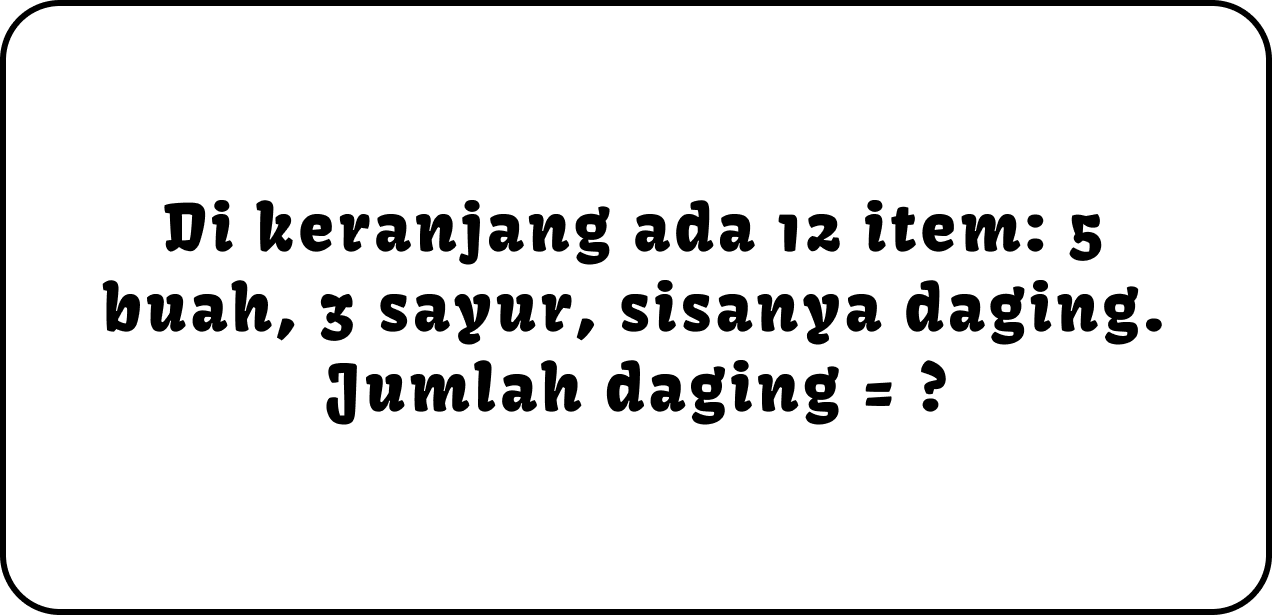 Di keranjang ada 12 item: 5
buah, 3 sayur, sisanya daging.
Jumlah daging = ?